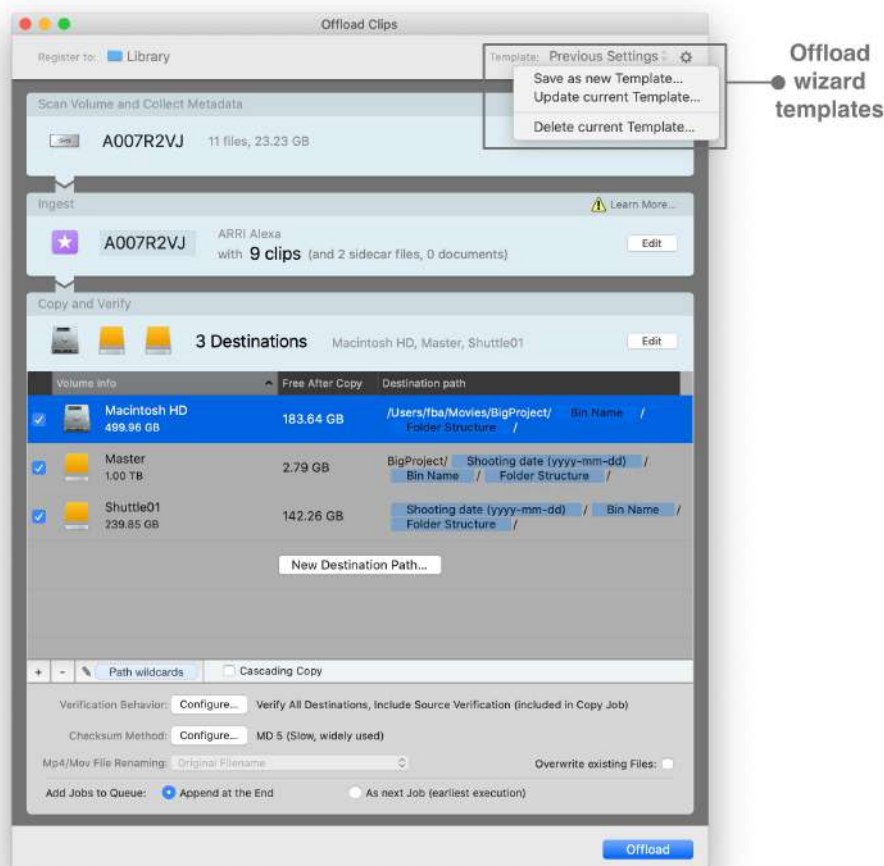 Offload Clips
Register to: Library
Template: Previous Settings
Save as new Template...
Update current Template...
Delete current Template...
Offload
wizard
templates
Scan Volume and Collect Metadata
A007R2VJ 11 files, 23.23 GB
Ingest
Learn More...
A007R2VJ
ARRI Alexa
with 9 clips (and 2 sidecar files, 0 documents)
Edit
Copy and Verify
3 Destinations Macintosh HD, Master, Shuttle01
Edit
Volume Info Free After Copy Destination path
Macintosh HD
499.96 GB
183.64 GB
/Users/fba/Movies/BigProject/ Bin Name /
Folder Structure /
Master
1.00 TB
2.79 GB
BigProject/ Shooting date (yyyy-mm-dd) /
Bin Name / Folder Structure /
Shuttle01
239.85 GB
142.26 GB
Shooting date (yyyy-mm-dd) / Bin Name /
Folder Structure /
New Destination Path...
+ - Path wildcards Cascading Copy
Verification Behavior: Configure... Verify All Destinations, Include Source Verification (included in Copy Job)
Checksum Method: Configure... MD 5 (Slow, widely used)
Mp4/Mov File Renaming: Original Filename Overwrite existing Files:
Add Jobs to Queue: Append at the End As next Job (earliest execution)
Offload